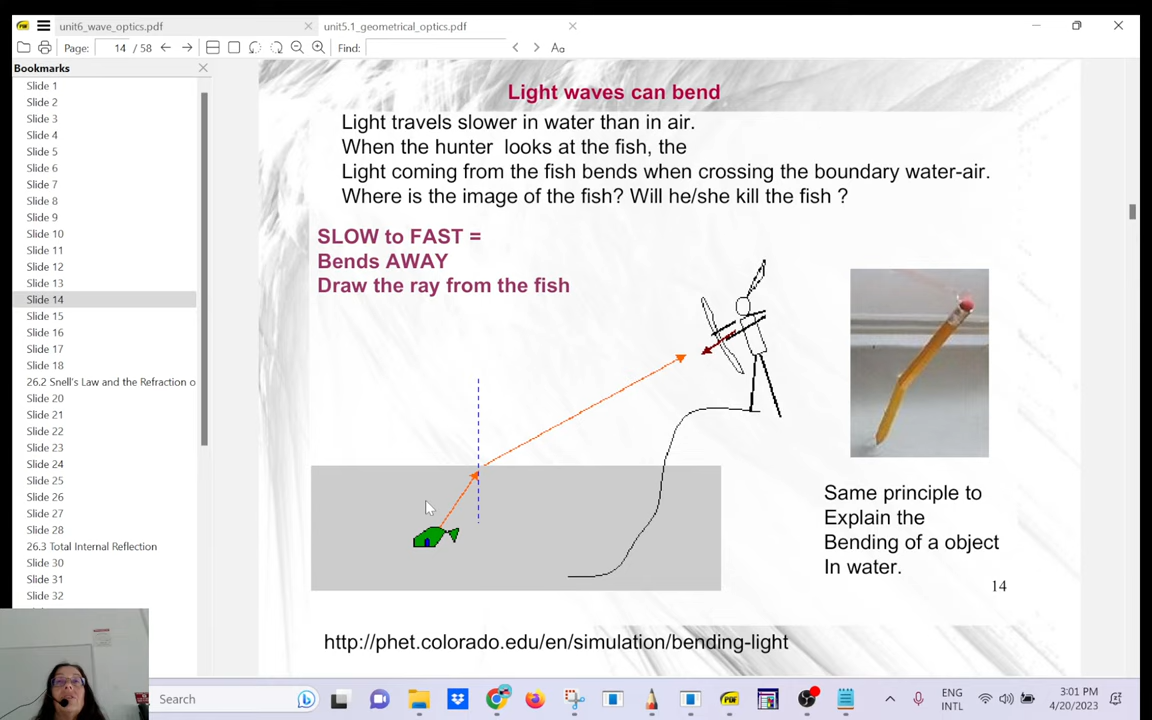 unit6_wave_optics.pdf
unit5.1_geometrical_optics.pdf
Page: 14 / 58
Find:
Aa
Bookmarks
Slide 1
Slide 2
Slide 3
Slide 4
Slide 5
Slide 6
Slide 7
Slide 8
Slide 9
Slide 10
Slide 11
Slide 12
Slide 13
Slide 14
Slide 15
Slide 16
Slide 17
Slide 18
26.2 Snell's Law and the Refraction o
Slide 20
Slide 21
Slide 22
Slide 23
Slide 24
Slide 25
Slide 26
Slide 27
Slide 28
26.3 Total Internal Reflection
Slide 30
Slide 31
Slide 32
Light waves can bend
Light travels slower in water than in air.
When the hunter looks at the fish, the
Light coming from the fish bends when crossing the boundary water-air.
Where is the image of the fish? Will he/she kill the fish ?
SLOW to FAST =
Bends AWAY
Draw the ray from the fish
Same principle to
Explain the
Bending of a object
In water.
14
http://phet.colorado.edu/en/simulation/bending-light
Search
ENG
INTL
3:01 PM
4/20/2023